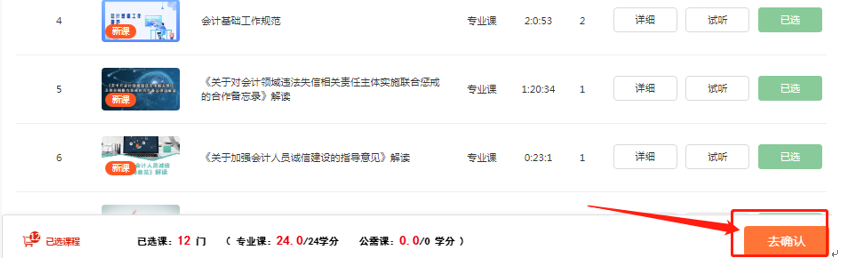 4 会计基础工作规范 专业课 2:0:53 2 详细 试听 已选
新课
5 《关于对会计领域违法失信相关责任主体实施联合惩戒
的合作备忘录》解读 专业课 1:20:34 1 详细 试听 已选
新课
6 《关于加强会计人员诚信建设的指导意见》解读 专业课 0:23:1 1 详细 试听 已选
新课
12 已选课程 已选课：12 门 （ 专业课：24.0/24学分 公需课：0.0/0 学分 ） 去确认